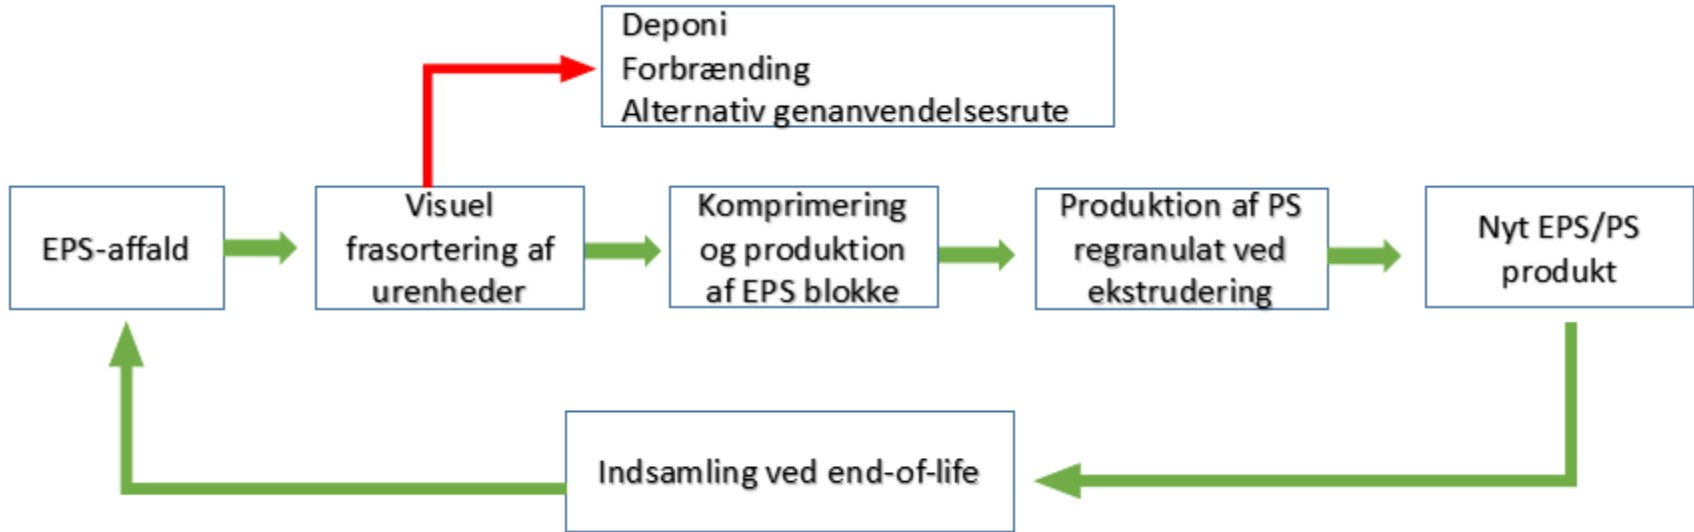 Deponi
Forbrænding
Alternativ genanvendelsesrute
EPS-affald
Visuel
frasortering af
urenheder
Komprimering
og produktion
af EPS blokke
Produktion af PS
regranulat ved
ekstrudering
Nyt EPS/PS
produkt
Indsamling ved end-of-life